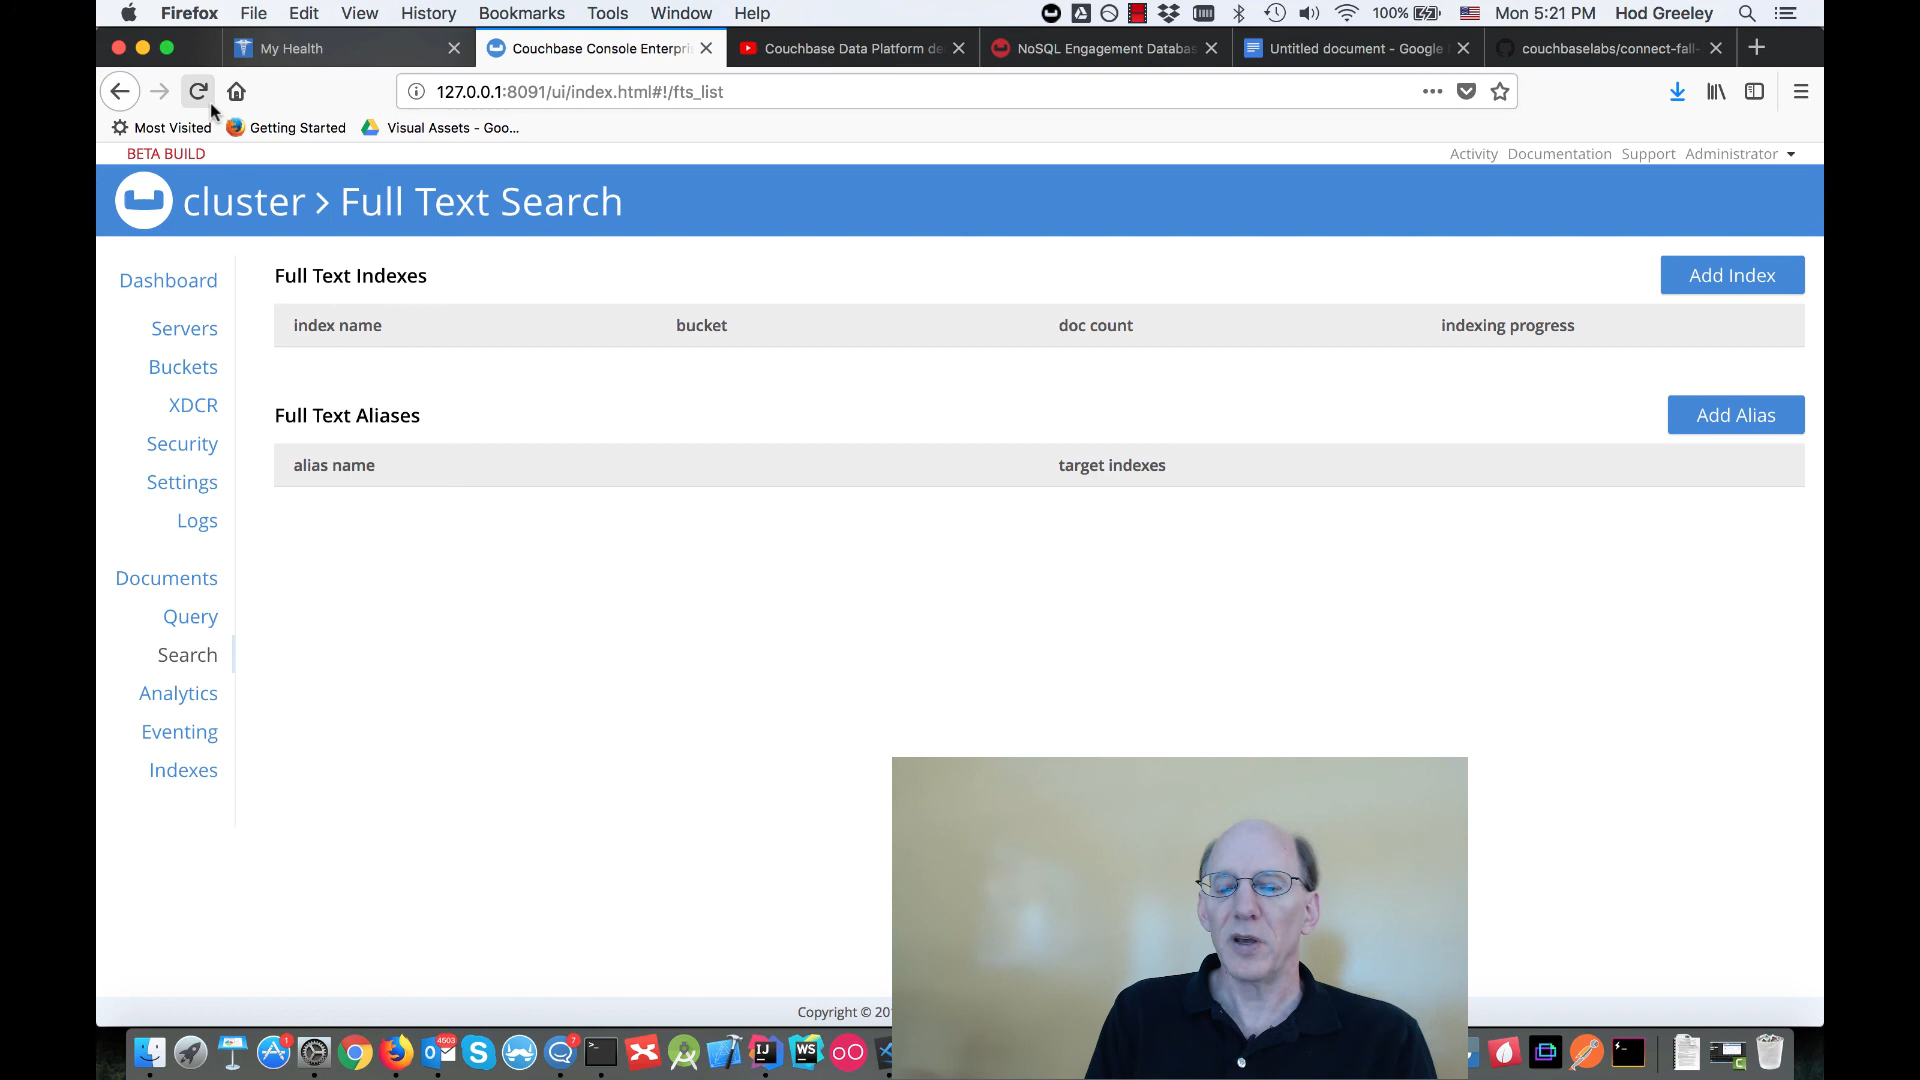 Firefox File Edit View History Bookmarks Tools Window Help 100% Mon 5:21 PM Hod Greeley
My Health Couchbase Console Enterpri Couchbase Data Platform de NoSQL Engagement Databas Untitled document - Google couchbaselabs/connect-fall-
127.0.0.1:8091/ui/index.html#!/fts_list
Most Visited Getting Started Visual Assets - Goo...
BETA BUILD Activity Documentation Support Administrator
cluster > Full Text Search
Dashboard
Servers
Buckets
XDCR
Security
Settings
Logs
Documents
Query
Search
Analytics
Eventing
Indexes
Full Text Indexes Add Index
index name bucket doc count indexing progress
Full Text Aliases Add Alias
alias name target indexes
Copyright © 20
1 4603 7
IJ WS